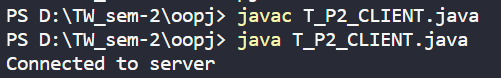 PS D:\TW_sem-2\oopj> javac T_P2_CLIENT.java
PS D:\TW_sem-2\oopj> java T_P2_CLIENT.java
Connected to server